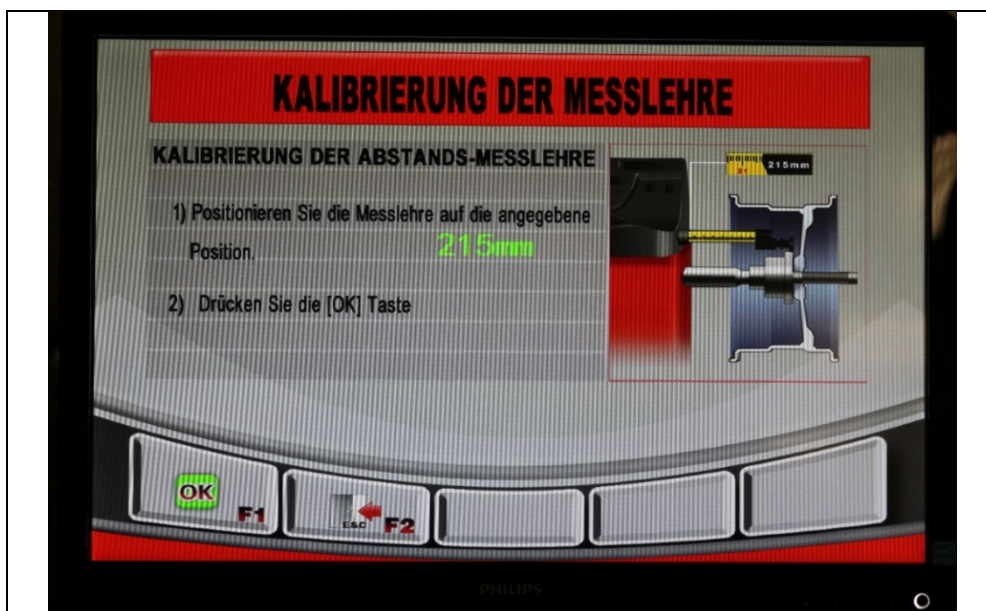 KALIBRIERUNG DER MESSLEHRE
KALIBRIERUNG DER ABSTANDS-MESSLEHRE
1) Positionieren Sie die Messlehre auf die angegebene
Position.
215mm
2) Drücken Sie die [OK] Taste
21
215mm
OK
F1
ESC
F2
PHILIPS